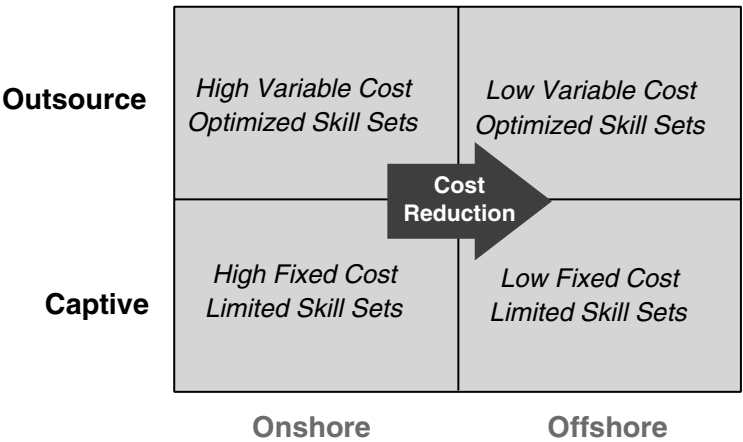 Outsource
High Variable Cost
Optimized Skill Sets
Low Variable Cost
Optimized Skill Sets
Cost
Reduction
Captive
High Fixed Cost
Limited Skill Sets
Low Fixed Cost
Limited Skill Sets
Onshore
Offshore